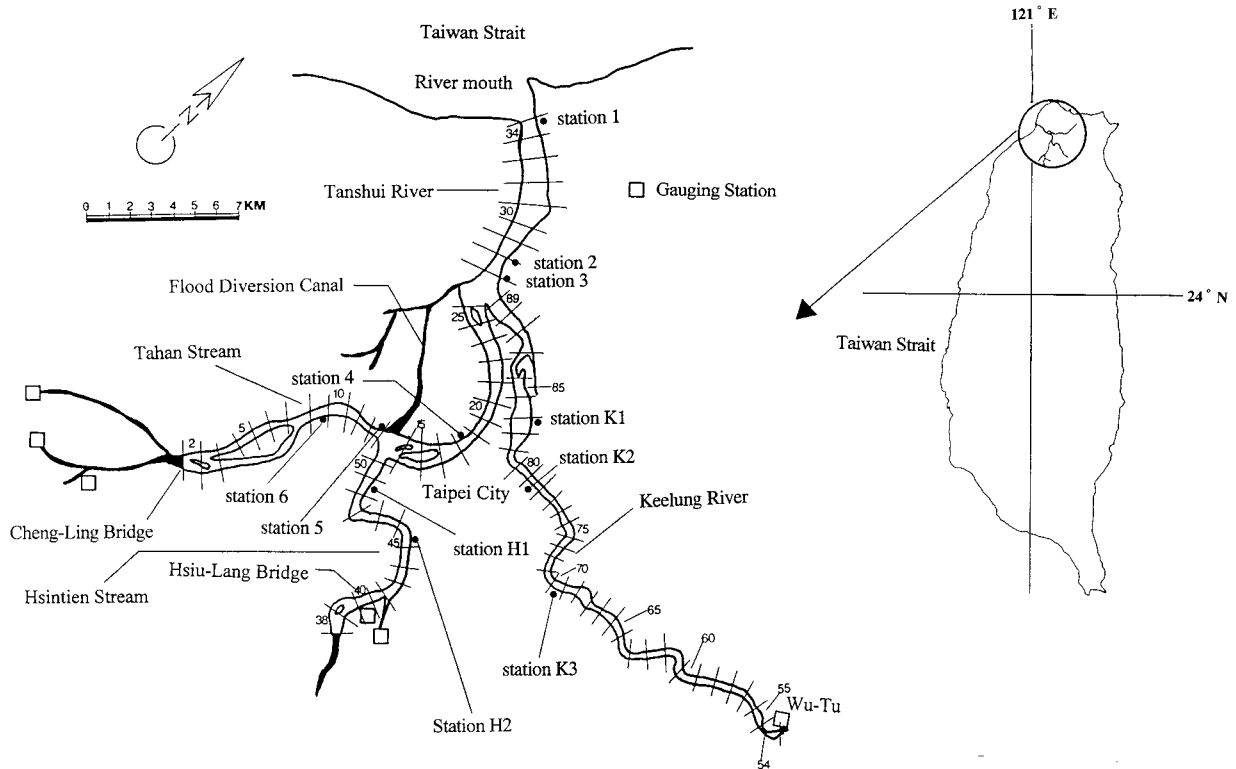 121° E
Taiwan Strait
River mouth
station 1
34
N
Tanshui River
Gauging Station
0 1 2 3 4 5 6 7 KM
30
station 2
station 3
Flood Diversion Canal
89
24° N
25
Taiwan Strait
Tahan Stream
station 4
85
10
20
station K1
5
15
2
50
80
station K2
station 6
Taipei City
Keelung River
station 5
75
Cheng-Ling Bridge
station H1
45
Hsiu-Lang Bridge
70
Hsintien Stream
40
38
65
60
station K3
55
Wu-Tu
Station H2
54